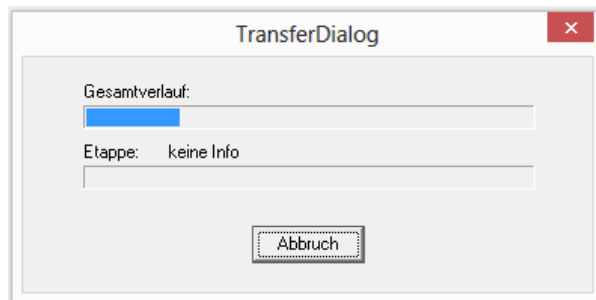 TransferDialog
Gesamtverlauf:
Etappe: keine Info
Abbruch